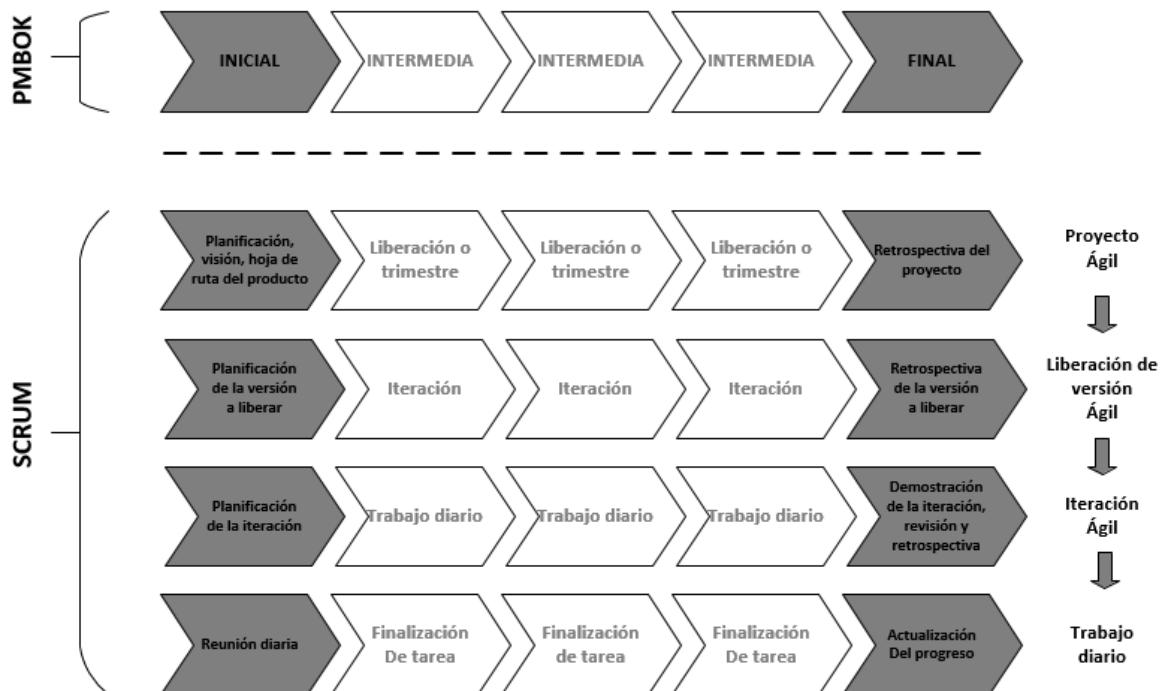 PMBOK
INICIAL
INTERMEDIA
INTERMEDIA
INTERMEDIA
FINAL
SCRUM
Planificación,
visión, hoja de
ruta del producto
Liberación o
trimestre
Liberación o
trimestre
Liberación o
trimestre
Retrospectiva del
proyecto
Proyecto
Ágil
Planificación
de la versión
a liberar
Iteración
Iteración
Iteración
Retrospectiva
de la versión
a liberar
Liberación de
versión
Ágil
Planificación
de la iteración
Trabajo diario
Trabajo diario
Trabajo diario
Demostración
de la iteración,
revisión y
retrospectiva
Iteración
Ágil
Reunión diaria
Finalización
De tarea
Finalización
de tarea
Finalización
De tarea
Actualización
Del progreso
Trabajo
diario